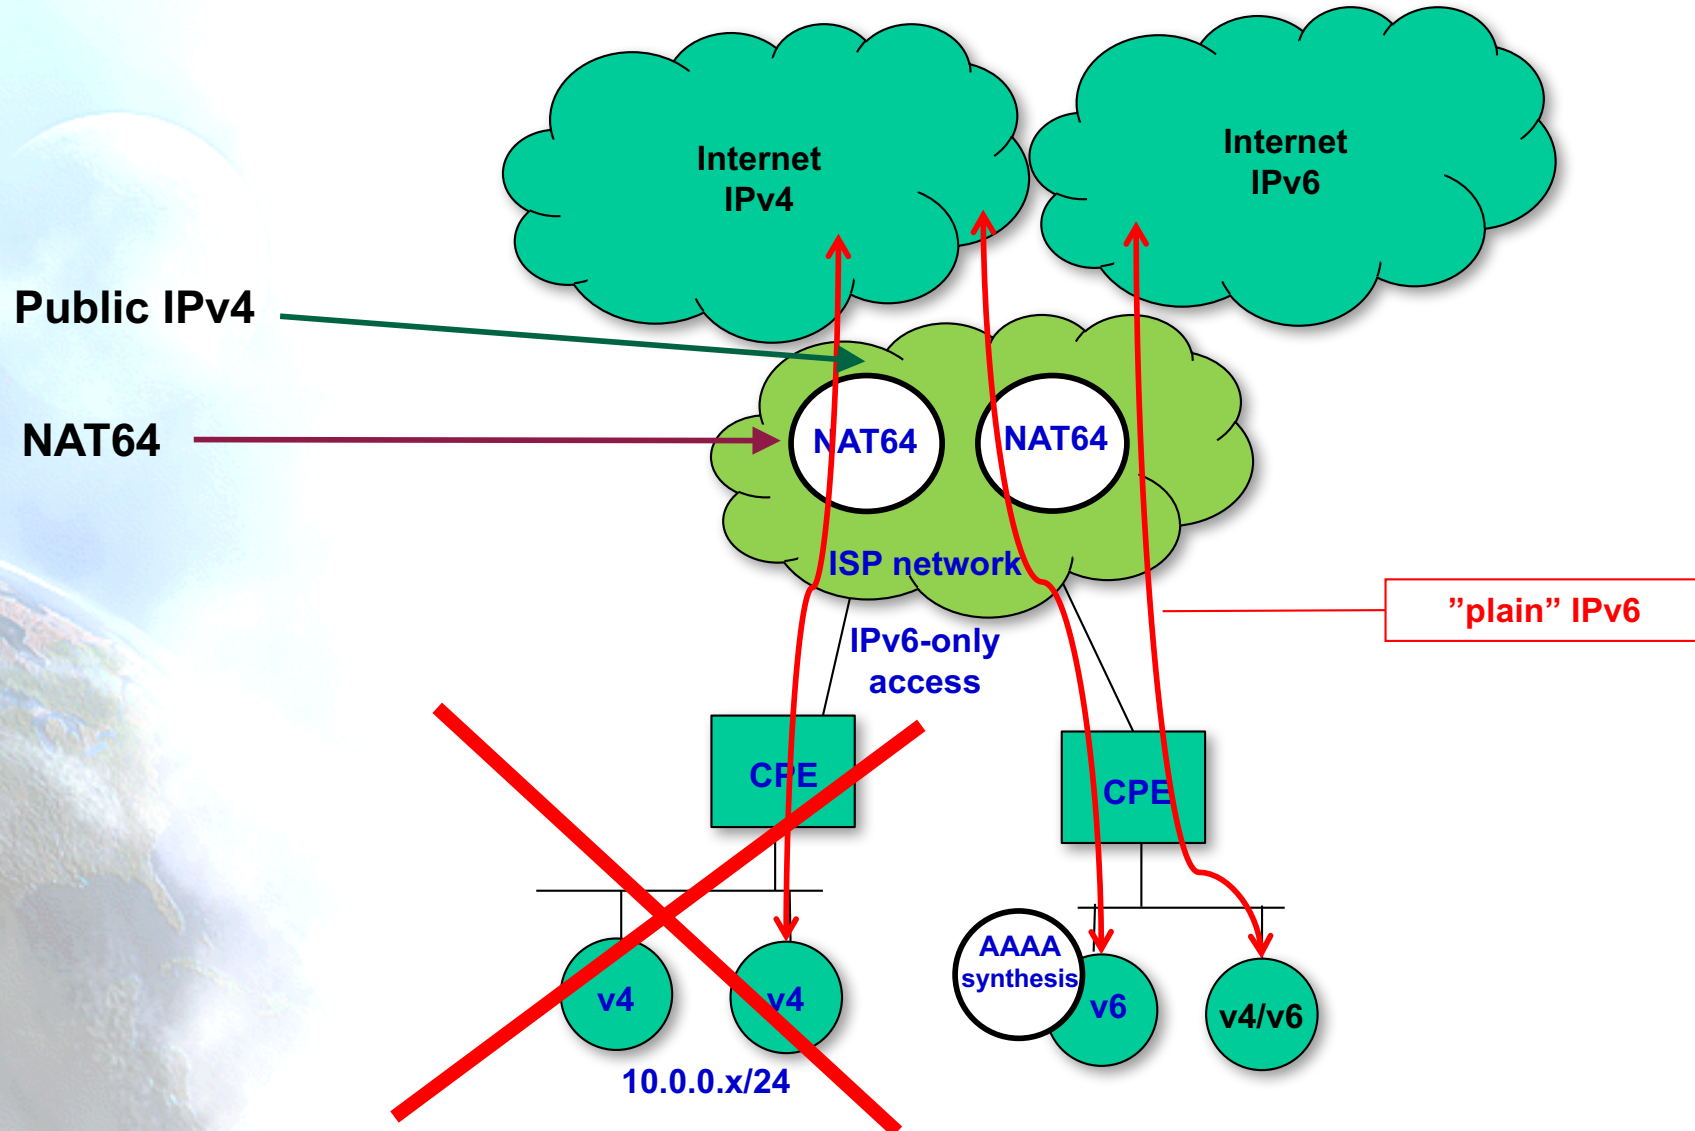 Internet
IPv4
Internet
IPv6
Public IPv4
NAT64
NAT64
NAT64
ISP network
IPv6-only
access
”plain” IPv6
CPE
CPE
AAAA
synthesis
v4
v4
v6
v4/v6
10.0.0.x/24